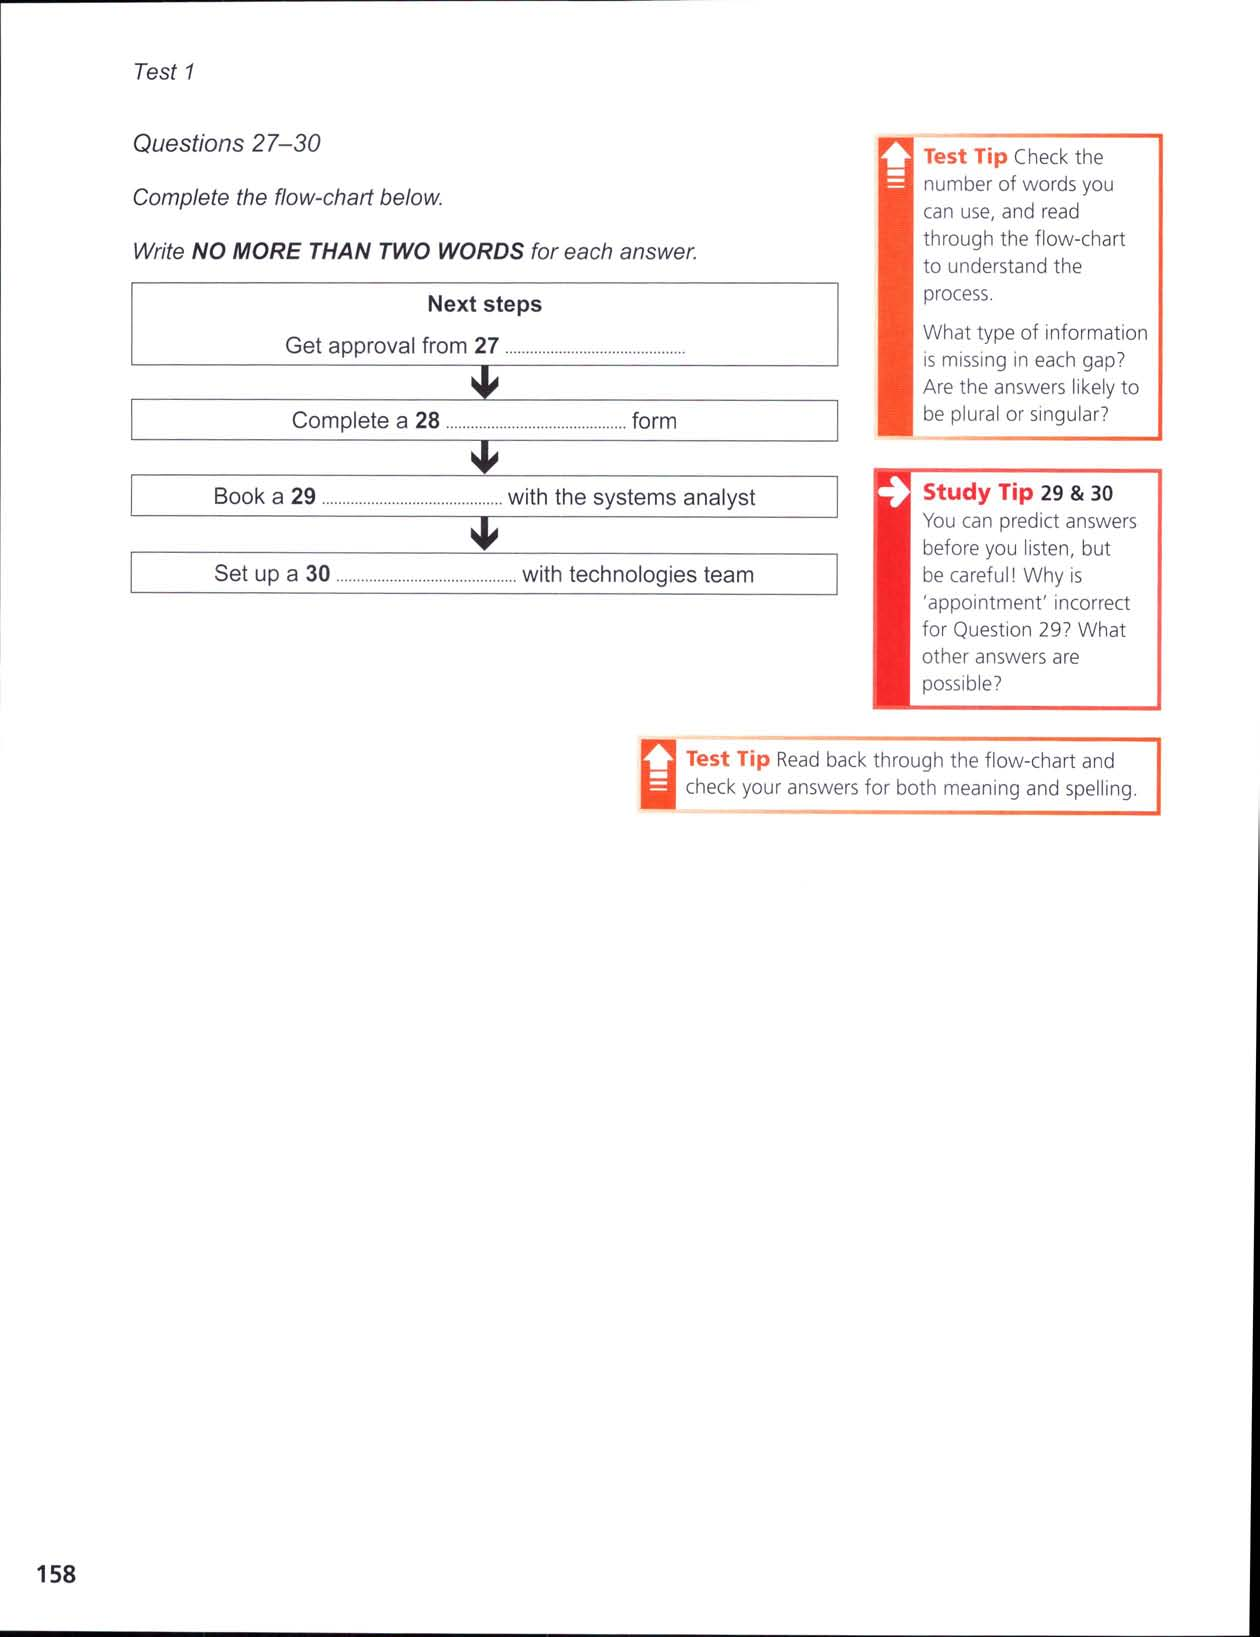 Test 1
Questions 27–30
Complete the flow-chart below.
Write NO MORE THAN TWO WORDS for each answer.
Next steps
Get approval from 27 ............................................
Complete a 28 ............................................ form
Book a 29 ............................................ with the systems analyst
Set up a 30 ............................................ with technologies team
Test Tip Check the
number of words you
can use, and read
through the flow-chart
to understand the
process.
What type of information
is missing in each gap?
Are the answers likely to
be plural or singular?
Study Tip 29 & 30
You can predict answers
before you listen, but
be careful! Why is
'appointment' incorrect
for Question 29? What
other answers are
possible?
Test Tip Read back through the flow-chart and
check your answers for both meaning and spelling.
158